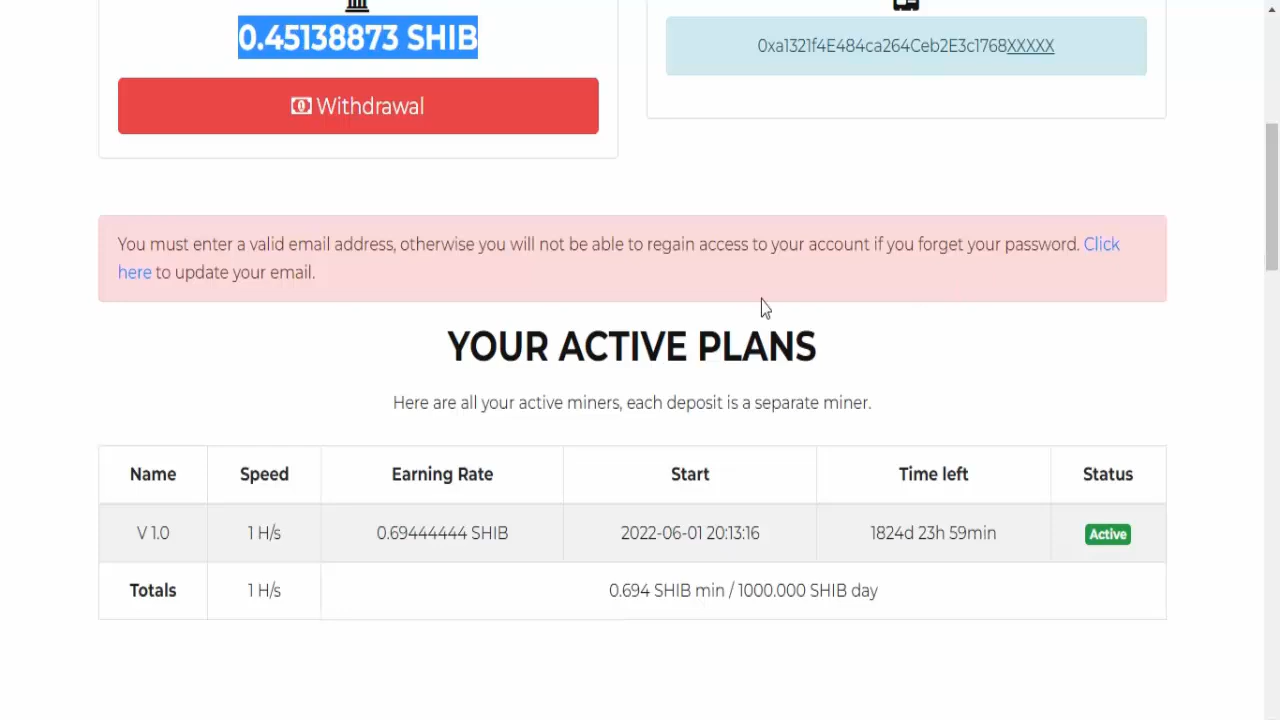 0.45138873 SHIB
Withdrawal
0xa1321f4E484ca264Ceb2E3c1768XXXXX
You must enter a valid email address, otherwise you will not be able to regain access to your account if you forget your password. Click
here to update your email.
YOUR ACTIVE PLANS
Here are all your active miners, each deposit is a separate miner.
Name Speed Earning Rate Start Time left Status
V 1.0 1 H/s 0.69444444 SHIB 2022-06-01 20:13:16 1824d 23h 59min Active
Totals 1 H/s 0.694 SHIB min / 1000.000 SHIB day